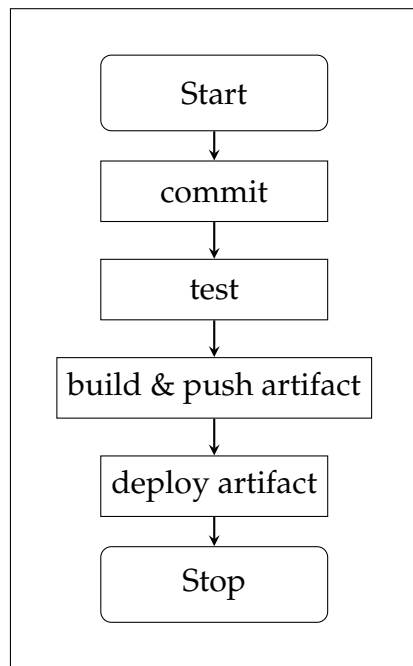 Start
commit
test
build & push artifact
deploy artifact
Stop